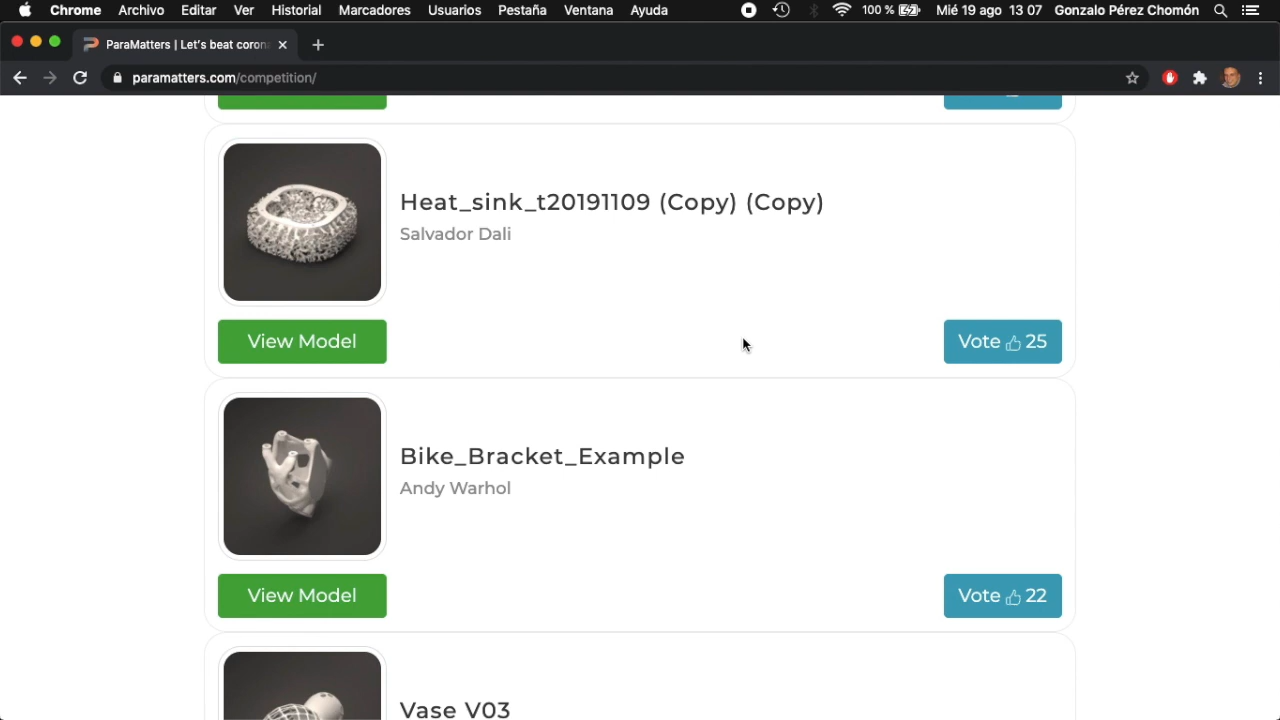 Chrome Archivo Editar Ver Historial Marcadores Usuarios Pestaña Ventana Ayuda 100 % Mié 19 ago 13 07 Gonzalo Pérez Chomón
ParaMatters | Let's beat coron
paramatters.com/competition/
Heat_sink_t20191109 (Copy) (Copy)
Salvador Dali
View Model Vote 25
Bike_Bracket_Example
Andy Warhol
View Model Vote 22
Vase V03